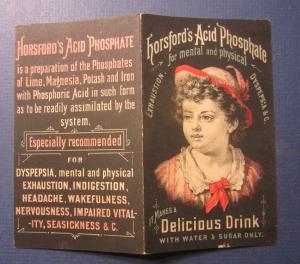 HORSFORD'S ACID PHOSPHATE
is a preparation of the Phosphates
of Lime, Magnesia, Potash and Iron
with Phosphoric Acid in such form
as to be readily assimilated by the
system.
Especially recommended
FOR
DYSPEPSIA, mental and physical
EXHAUSTION, INDIGESTION,
HEADACHE, WAKEFULNESS,
NERVOUSNESS, IMPAIRED VITAL-
-ITY, SEASICKNESS & C.
Horsford's Acid Phosphate
for mental and physical
EXHAUSTION,
DYSPEPSIA, & C.
IT MAKES A
Delicious Drink
WITH WATER & SUGAR ONLY.